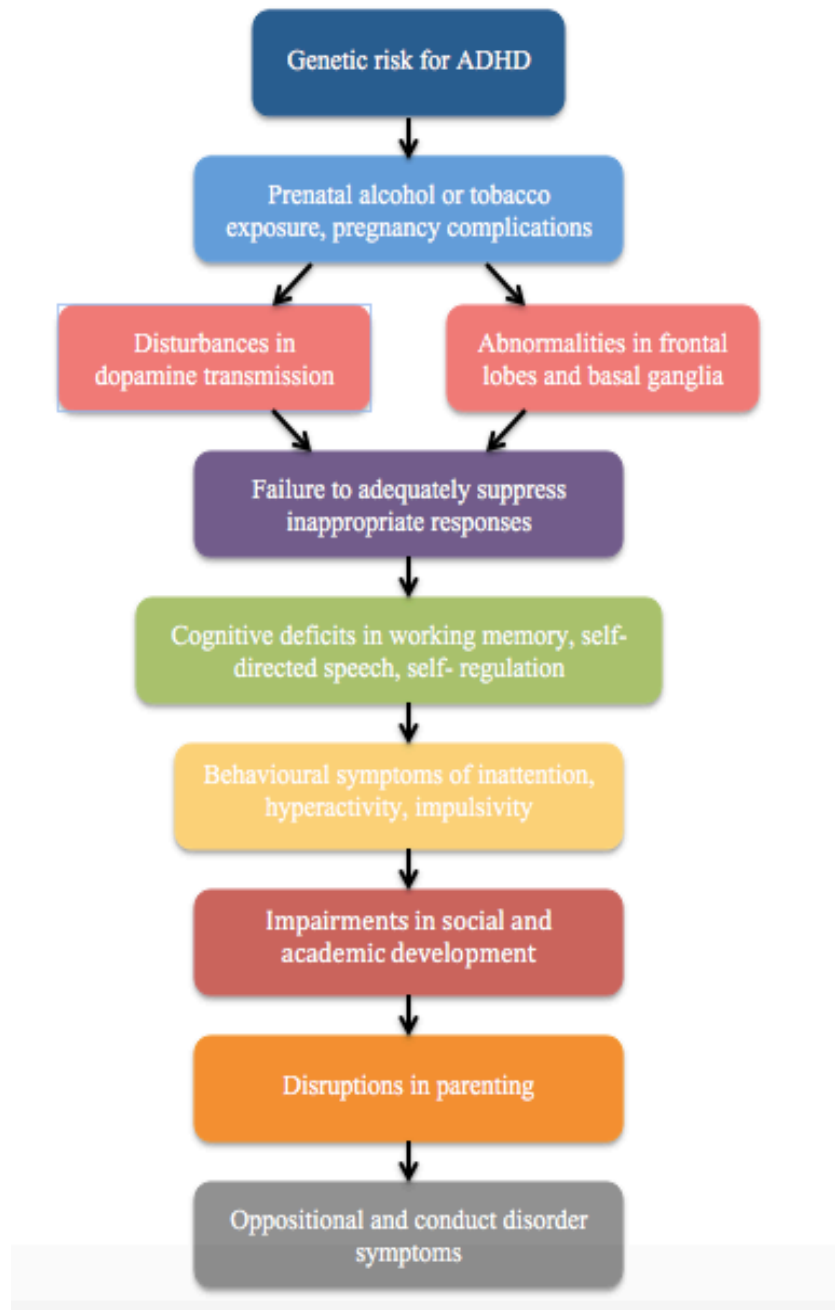 Genetic risk for ADHD
Prenatal alcohol or tobacco
exposure, pregnancy complications
Disturbances in
dopamine transmission
Abnormalities in frontal
lobes and basal ganglia
Failure to adequately suppress
inappropriate responses
Cognitive deficits in working memory, self-
directed speech, self- regulation
Behavioural symptoms of inattention,
hyperactivity, impulsivity
Impairments in social and
academic development
Disruptions in parenting
Oppositional and conduct disorder
symptoms